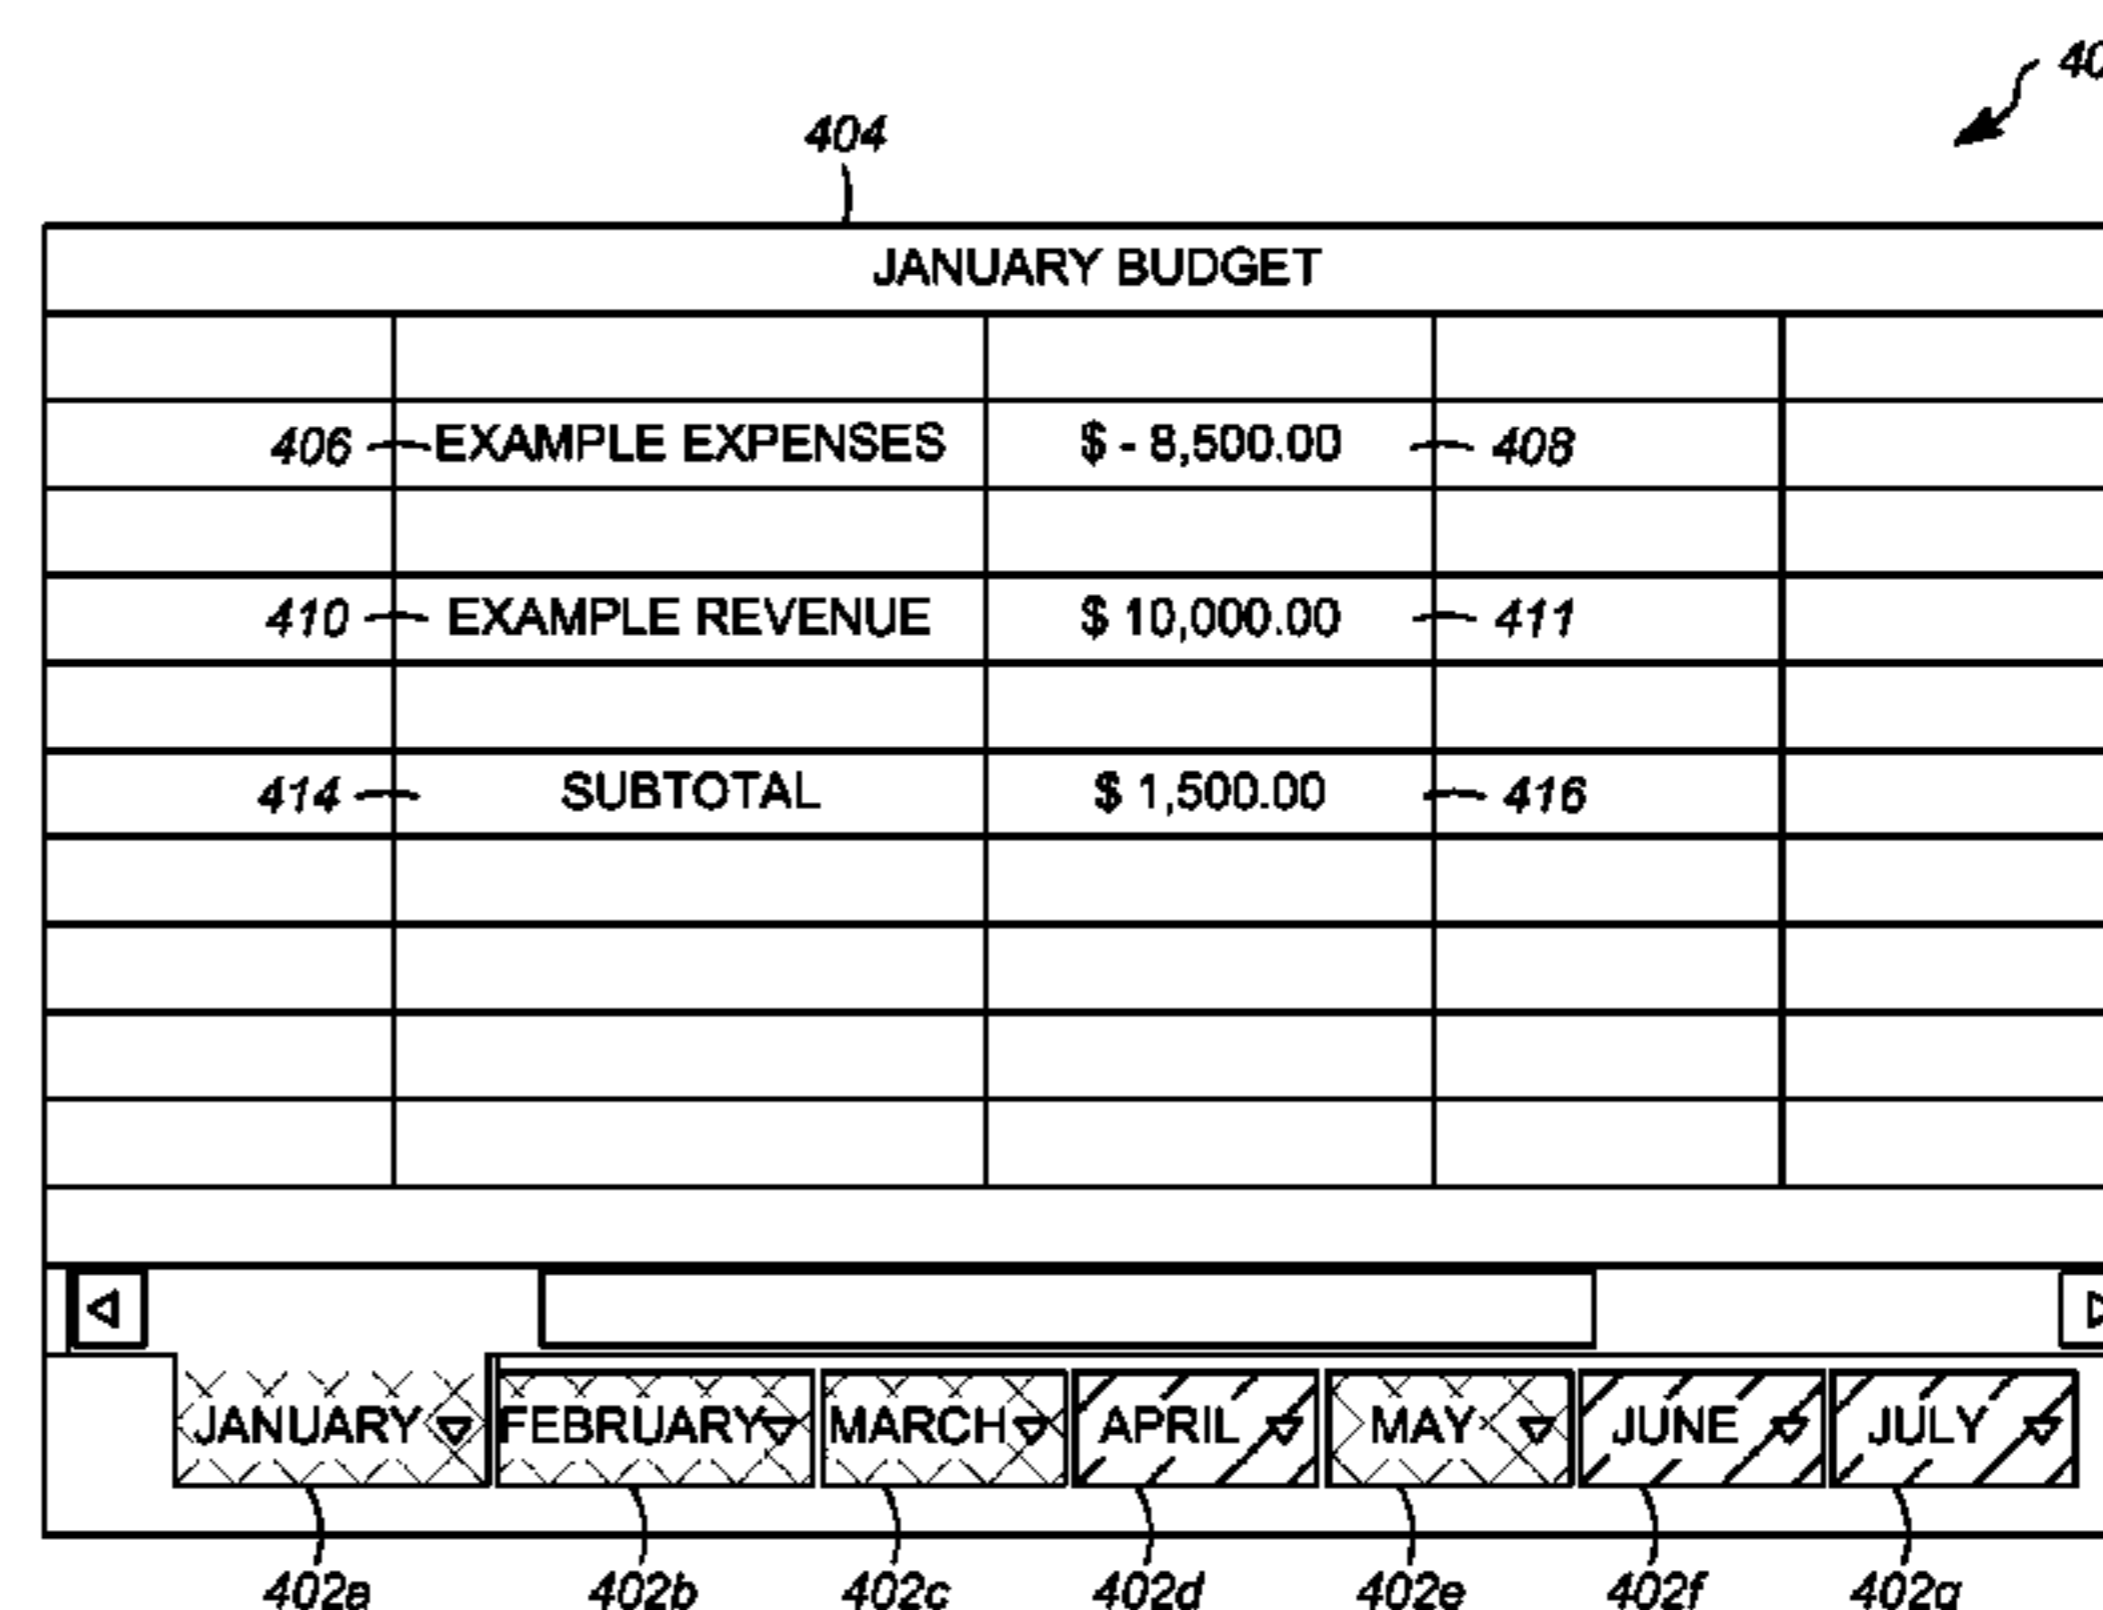 404
JANUARY BUDGET
406 EXAMPLE EXPENSES $ - 8,500.00 408
410 EXAMPLE REVENUE $ 10,000.00 411
414 SUBTOTAL $ 1,500.00 416
JANUARY FEBRUARY MARCH APRIL MAY JUNE JULY
402a 402b 402c 402d 402e 402f 402g